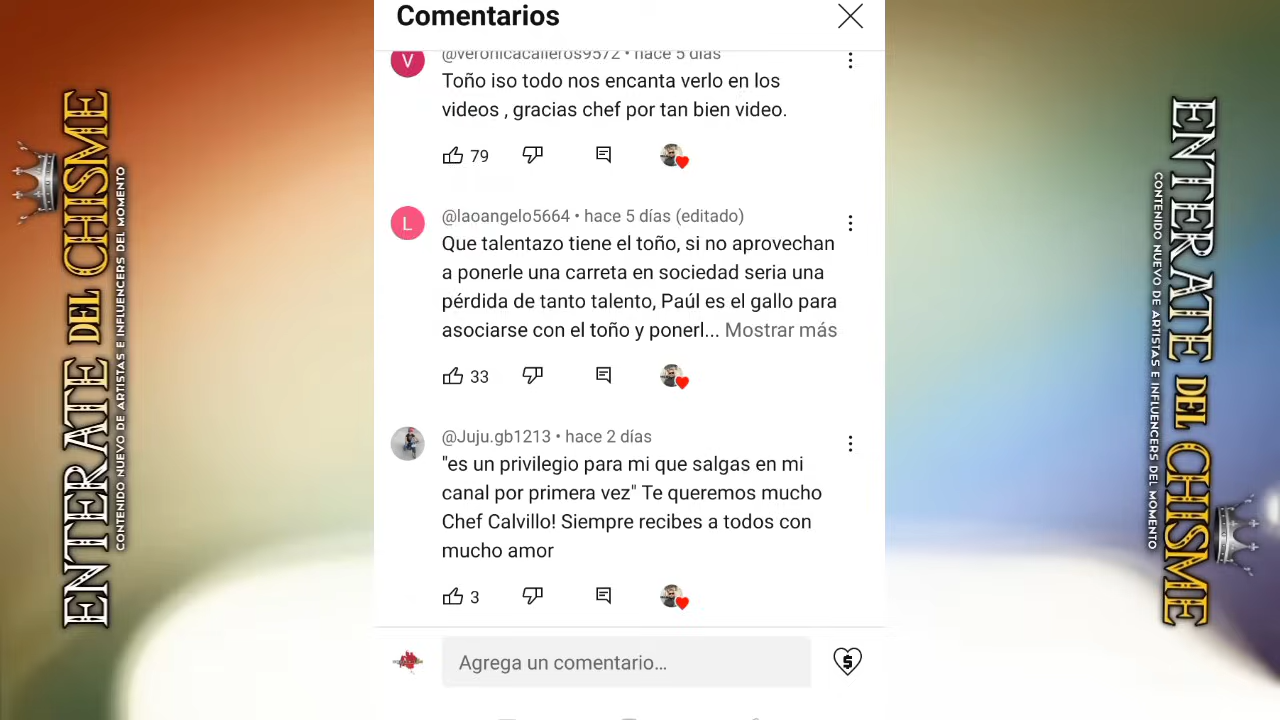 Comentarios
@veronicacalleros9572 • hace 5 días
Toño iso todo nos encanta verlo en los
videos , gracias chef por tan bien video.
79
@laoangelo5664 • hace 5 días (editado)
Que talentazo tiene el toño, si no aprovechan
a ponerle una carreta en sociedad seria una
pérdida de tanto talento, Paúl es el gallo para
asociarse con el toño y ponerl... Mostrar más
33
@Juju.gb1213 • hace 2 días
"es un privilegio para mi que salgas en mi
canal por primera vez" Te queremos mucho
Chef Calvillo! Siempre recibes a todos con
mucho amor
3
Agrega un comentario...
ENTERATE DEL CHISME
CONTENIDO NUEVO DE ARTISTAS E INFLUENCERS DEL MOMENTO
ENTERATE DEL CHISME
CONTENIDO NUEVO DE ARTISTAS E INFLUENCERS DEL MOMENTO